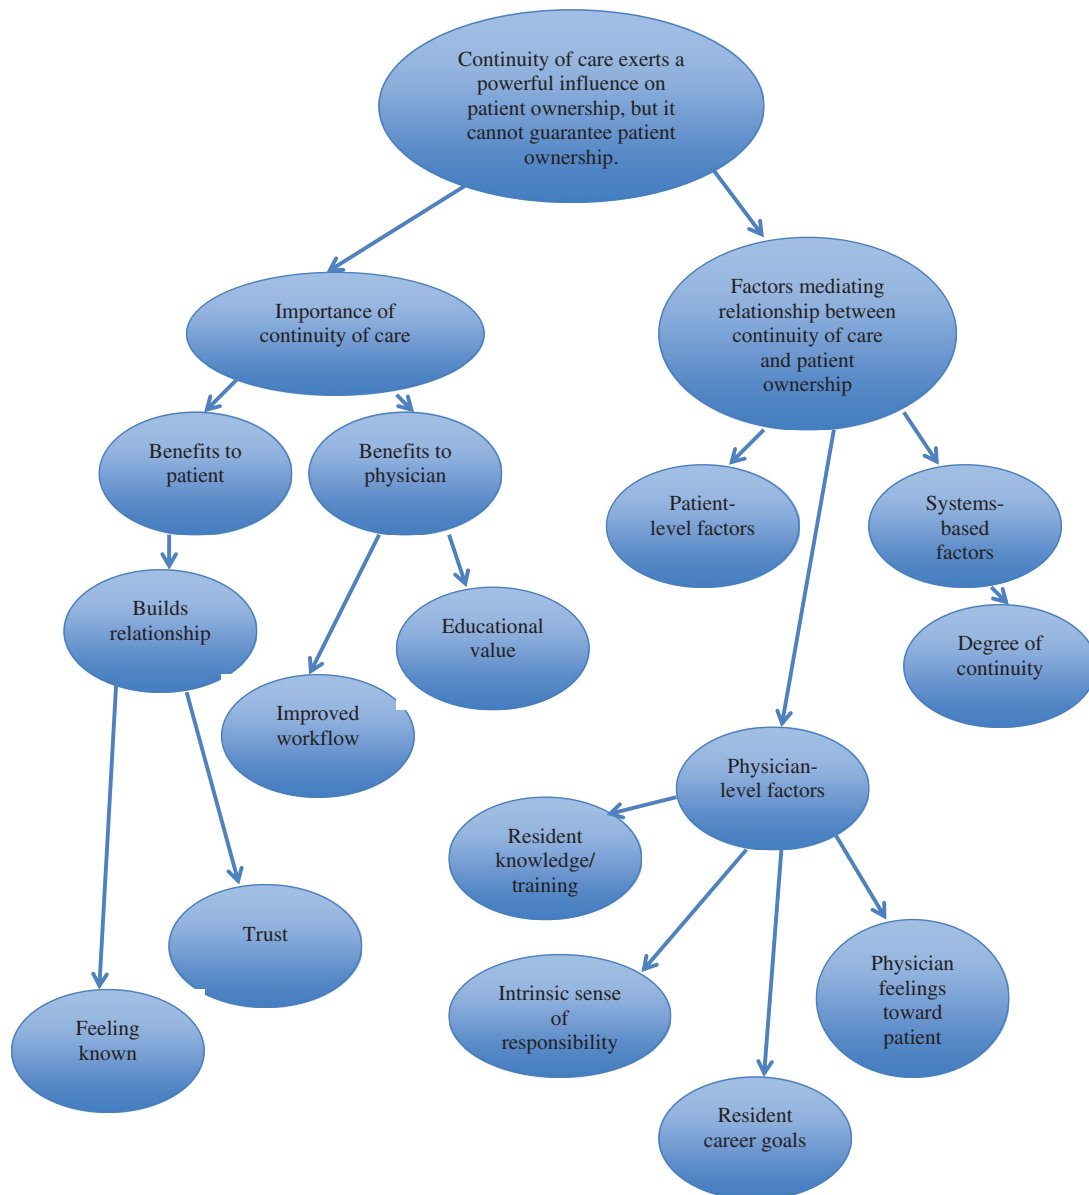 Continuity of care exerts a
powerful influence on
patient ownership, but it
cannot guarantee patient
ownership.
Importance of
continuity of care
Factors mediating
relationship between
continuity of care
and patient
ownership
Benefits to
patient
Benefits to
physician
Patient-
level factors
Systems-
based
factors
Builds
relationship
Educational
value
Degree of
continuity
Improved
workflow
Physician-
level factors
Resident
knowledge/
training
Trust
Physician
feelings
toward
patient
Intrinsic sense
of
responsibility
Feeling
known
Resident
career goals